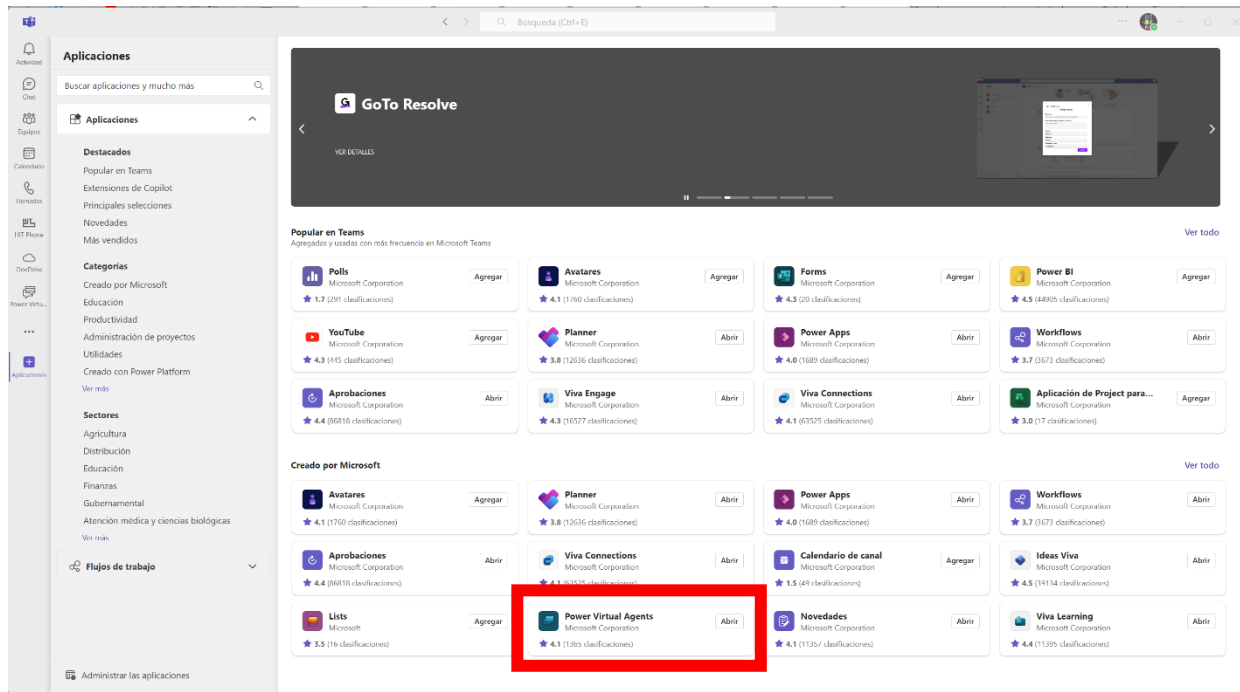 Búsqueda (Ctrl+E)
Actividad
Chat
Equipos
Calendario
Llamadas
HIT Phone
OneDrive
Power Virtu...
Aplicaciones
Aplicaciones
Buscar aplicaciones y mucho más
Aplicaciones
Destacados
Popular en Teams
Extensiones de Copilot
Principales selecciones
Novedades
Más vendidos
Categorías
Creado por Microsoft
Educación
Productividad
Administración de proyectos
Utilidades
Creado con Power Platform
Ver más
Sectores
Agricultura
Distribución
Educación
Finanzas
Gubernamental
Atención médica y ciencias biológicas
Ver más
Flujos de trabajo
Administrar las aplicaciones
G GoTo Resolve
VER DETALLES
Popular en Teams
Ver todo
Agregadas y usadas con más frecuencia en Microsoft Teams
Polls
Microsoft Corporation
Agregar
1.7 (291 clasificaciones)
Avatares
Microsoft Corporation
Agregar
4.1 (1760 clasificaciones)
Forms
Microsoft Corporation
Agregar
4.3 (20 clasificaciones)
Power BI
Microsoft Corporation
Agregar
4.5 (44905 clasificaciones)
YouTube
Microsoft Corporation
Agregar
4.3 (445 clasificaciones)
Planner
Microsoft Corporation
Abrir
3.8 (12636 clasificaciones)
Power Apps
Microsoft Corporation
Abrir
4.0 (1689 clasificaciones)
Workflows
Microsoft Corporation
Abrir
3.7 (3673 clasificaciones)
Aprobaciones
Microsoft Corporation
Abrir
4.4 (86818 clasificaciones)
Viva Engage
Microsoft Corporation
Abrir
4.3 (16527 clasificaciones)
Viva Connections
Microsoft Corporation
Abrir
4.1 (63525 clasificaciones)
Aplicación de Project para...
Microsoft Corporation
Agregar
3.0 (17 clasificaciones)
Creado por Microsoft
Ver todo
Avatares
Microsoft Corporation
Agregar
4.1 (1760 clasificaciones)
Planner
Microsoft Corporation
Abrir
3.8 (12636 clasificaciones)
Power Apps
Microsoft Corporation
Abrir
4.0 (1689 clasificaciones)
Workflows
Microsoft Corporation
Abrir
3.7 (3673 clasificaciones)
Aprobaciones
Microsoft Corporation
Abrir
4.4 (86818 clasificaciones)
Viva Connections
Microsoft Corporation
Abrir
4.1 (63525 clasificaciones)
Calendario de canal
Microsoft Corporation
Agregar
1.5 (49 clasificaciones)
Ideas Viva
Microsoft Corporation
Abrir
4.5 (39134 clasificaciones)
Lists
Microsoft
Agregar
3.5 (16 clasificaciones)
Power Virtual Agents
Microsoft Corporation
Abrir
4.1 (1365 clasificaciones)
Novedades
Microsoft Corporation
Abrir
4.1 (11357 clasificaciones)
Viva Learning
Microsoft Corporation
Abrir
4.4 (11395 clasificaciones)